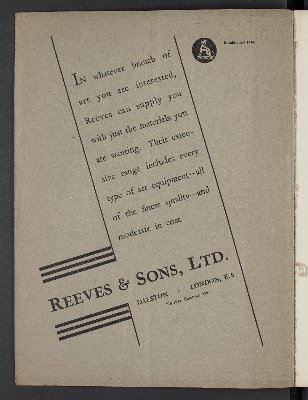 IN whatever branch of
art you are interested,
Reeves can supply you
with just the materials you
are wanting. Their exten-
sive range includes every
type of art equipment—all
of the finest quality—and
moderate in cost
REEVES & SONS, LTD.
DALSTON - LONDON, E.8